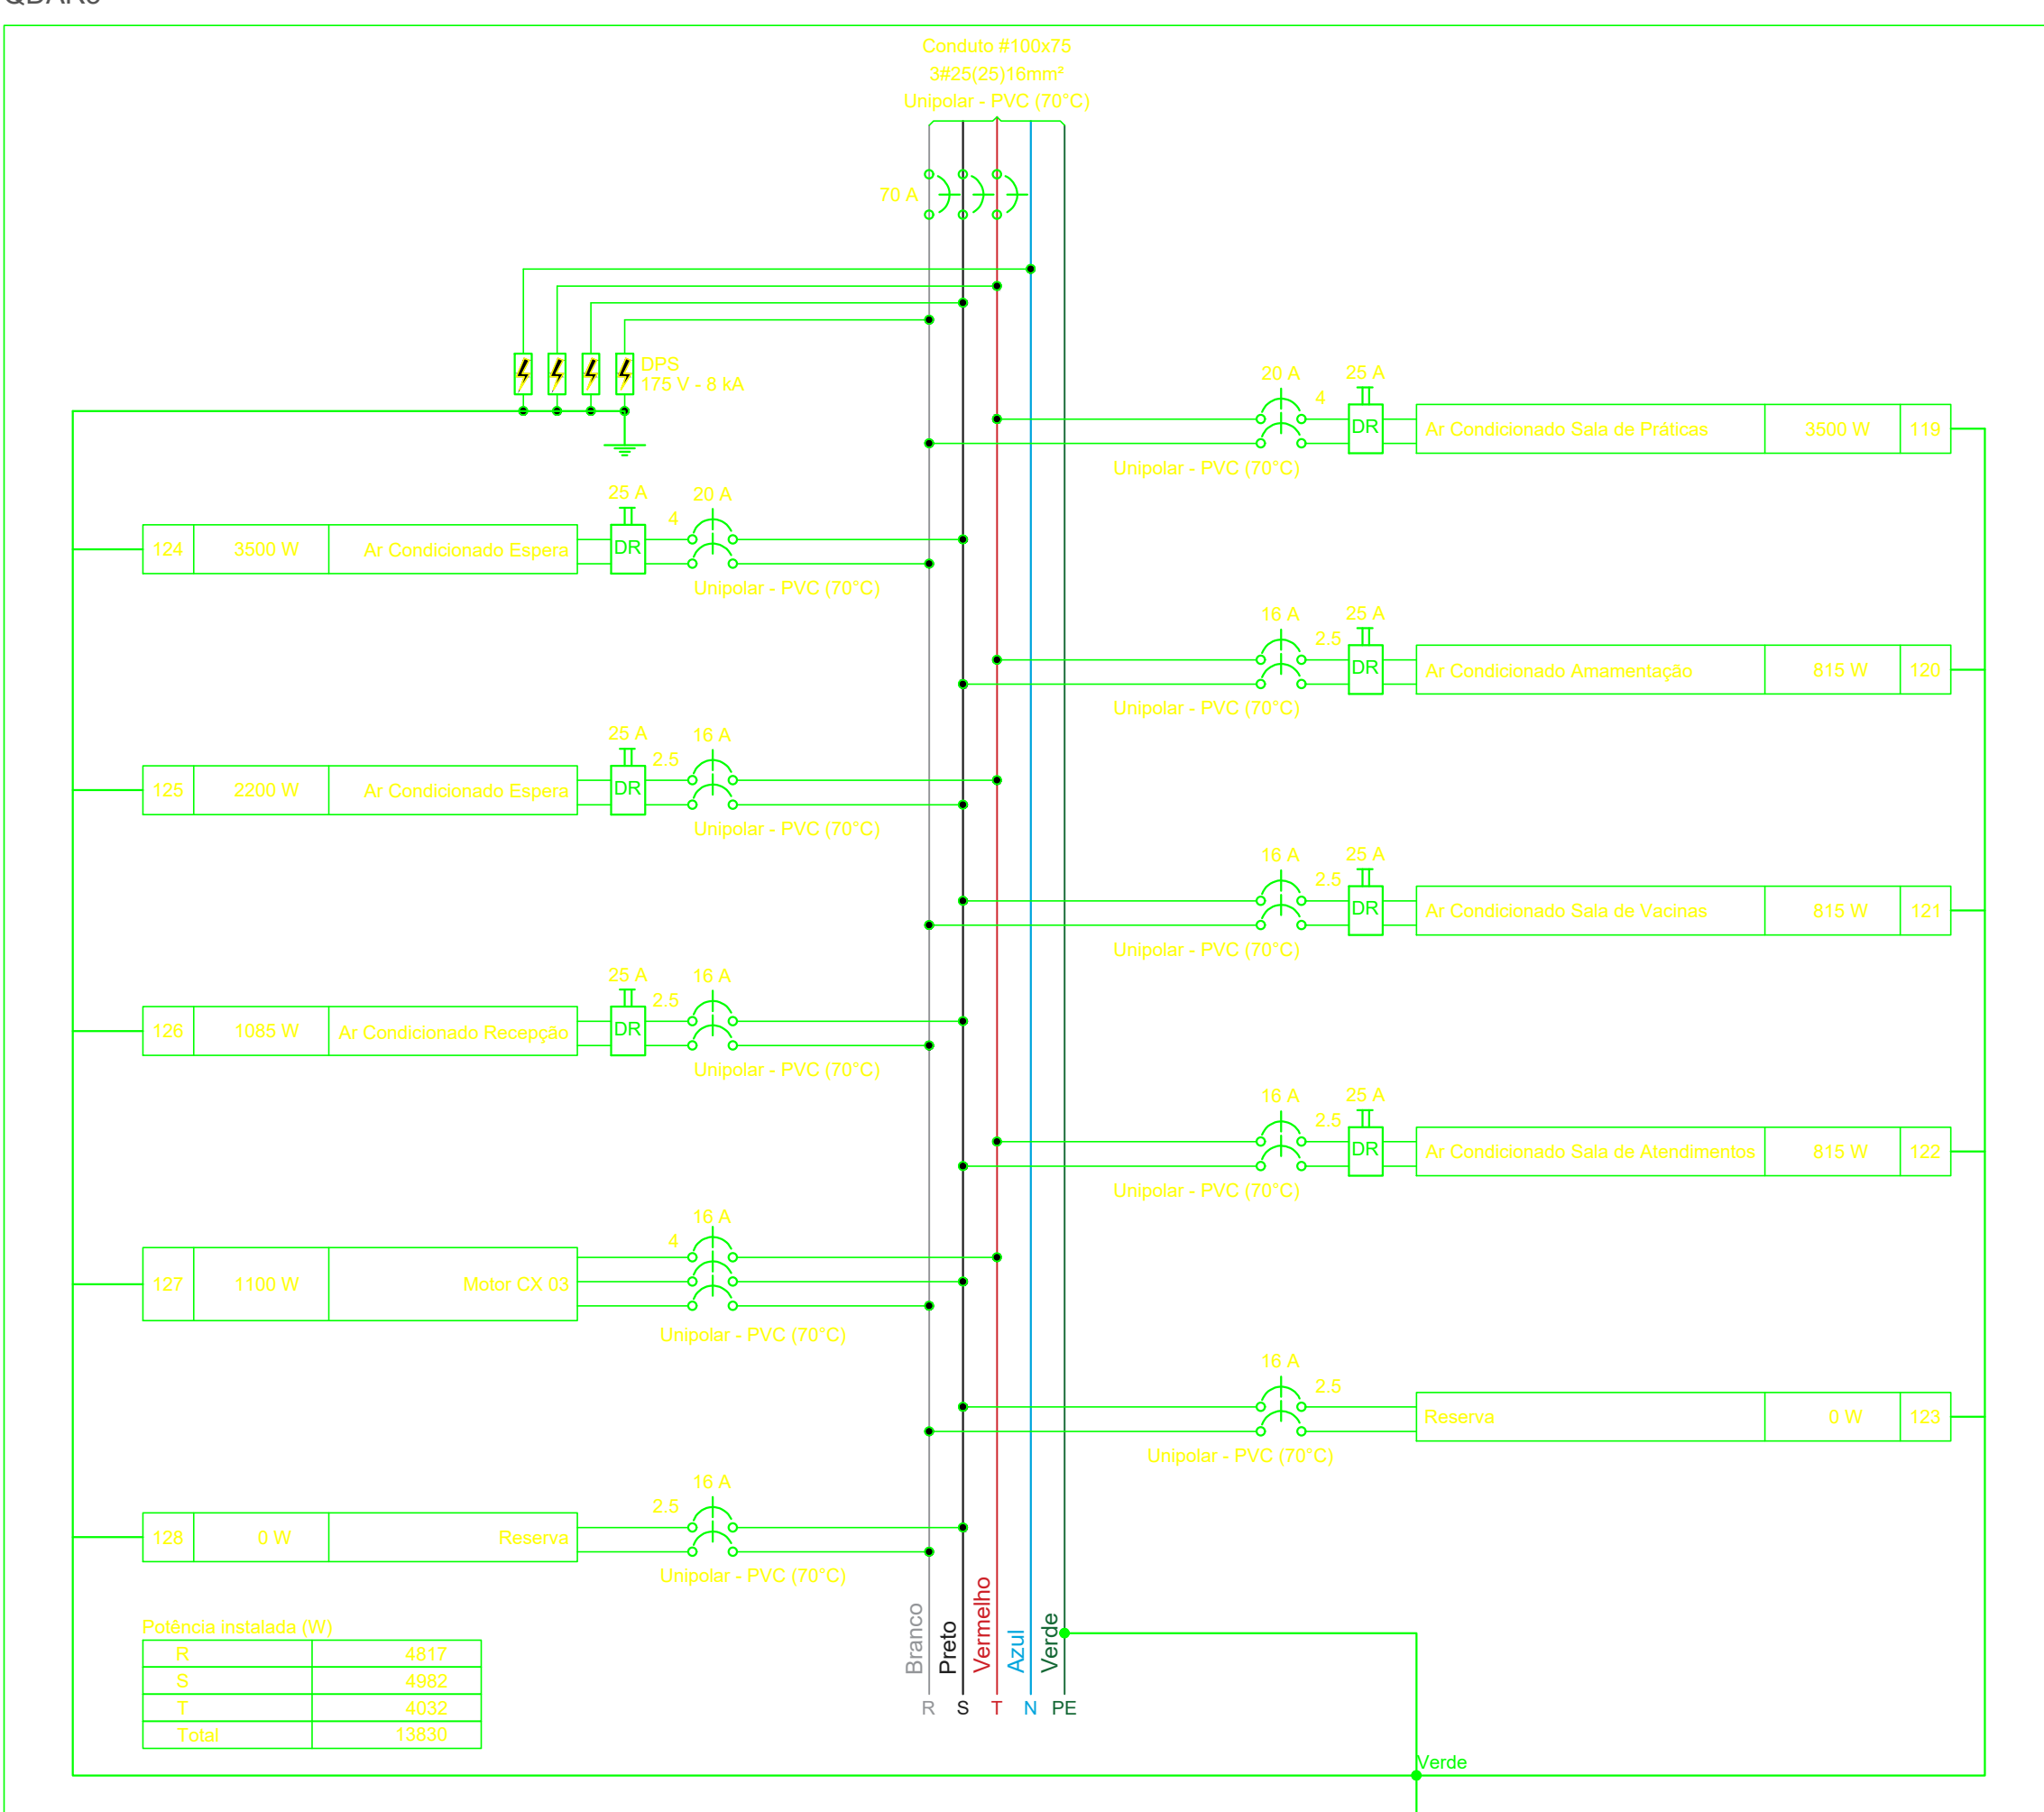 Conduto #100x75
3#25(25)16mm²
Unipolar - PVC (70°C)
70 A
DPS
175 V - 8 kA
20 A
4
25 A
DR
Ar Condicionado Sala de Práticas
3500 W
119
Unipolar - PVC (70°C)
124
3500 W
Ar Condicionado Espera
25 A
DR
4
20 A
Unipolar - PVC (70°C)
16 A
2.5
25 A
DR
Ar Condicionado Amamentação
815 W
120
Unipolar - PVC (70°C)
125
2200 W
Ar Condicionado Espera
25 A
DR
2.5
16 A
Unipolar - PVC (70°C)
16 A
2.5
25 A
DR
Ar Condicionado Sala de Vacinas
815 W
121
Unipolar - PVC (70°C)
126
1085 W
Ar Condicionado Recepção
25 A
DR
2.5
16 A
Unipolar - PVC (70°C)
16 A
2.5
25 A
DR
Ar Condicionado Sala de Atendimentos
815 W
122
Unipolar - PVC (70°C)
127
1100 W
Motor CX 03
4
16 A
Unipolar - PVC (70°C)
16 A
2.5
Reserva
0 W
123
Unipolar - PVC (70°C)
128
0 W
Reserva
2.5
16 A
Unipolar - PVC (70°C)
Branco
Preto
Vermelho
Azul
Verde
R S T N PE
Potência instalada (W)
R 4817
S 4982
T 4032
Total 13830
Verde